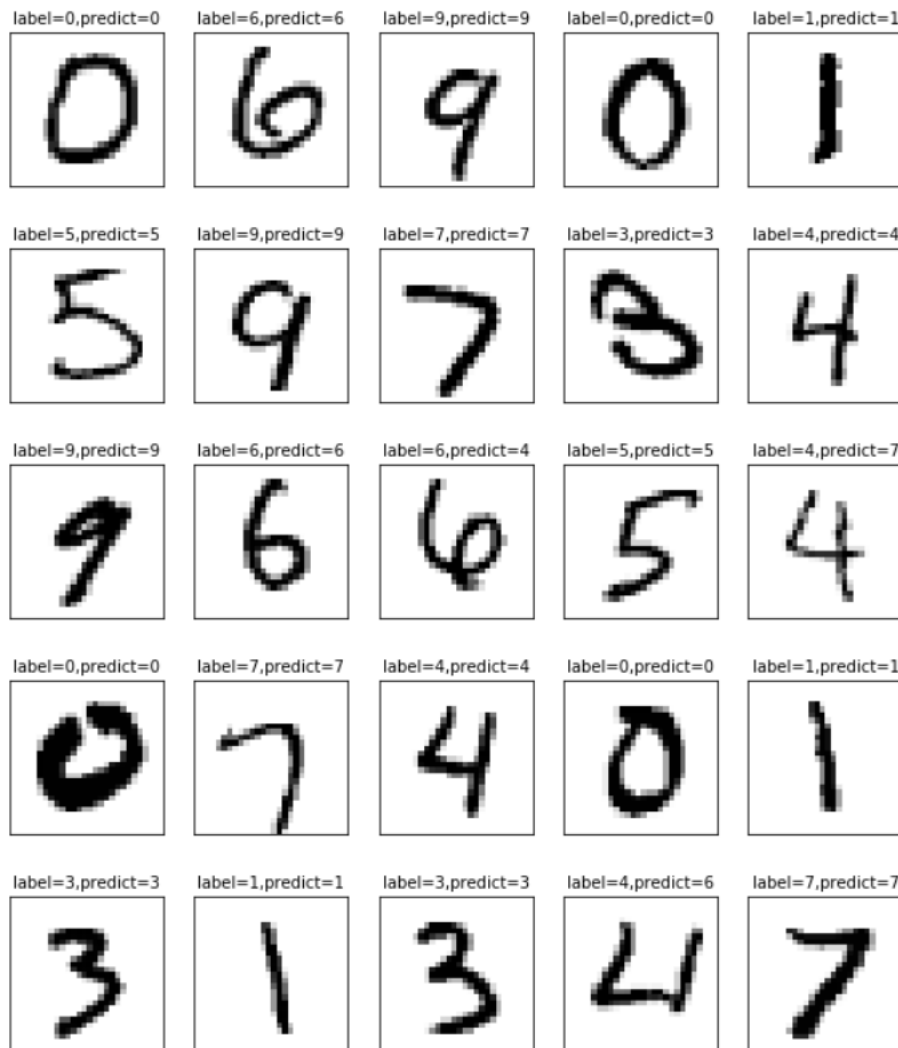 label=0,predict=0 label=6,predict=6 label=9,predict=9 label=0,predict=0 label=1,predict=1
0 6 9 0 1
label=5,predict=5 label=9,predict=9 label=7,predict=7 label=3,predict=3 label=4,predict=4
5 9 7 3 4
label=9,predict=9 label=6,predict=6 label=6,predict=4 label=5,predict=5 label=4,predict=7
9 6 6 5 4
label=0,predict=0 label=7,predict=7 label=4,predict=4 label=0,predict=0 label=1,predict=1
0 7 4 0 1
label=3,predict=3 label=1,predict=1 label=3,predict=3 label=4,predict=6 label=7,predict=7
3 1 3 4 7